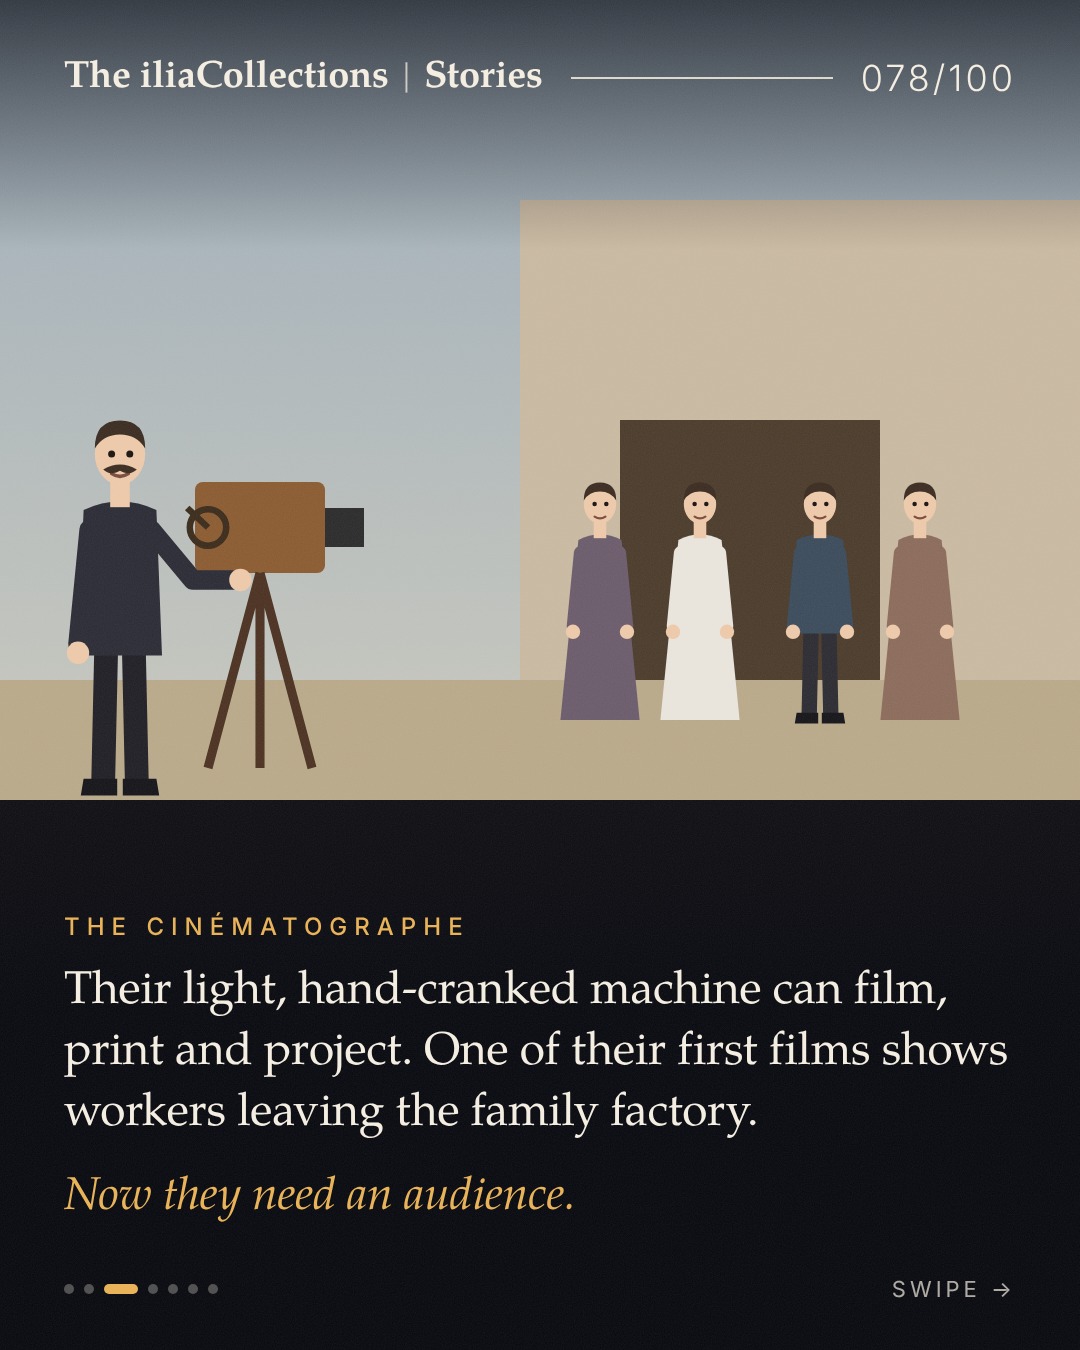 The iliaCollections | Stories 078/100
THE CINÉMATOGRAPHE
Their light, hand-cranked machine can film,
print and project. One of their first films shows
workers leaving the family factory.
Now they need an audience.
SWIPE →